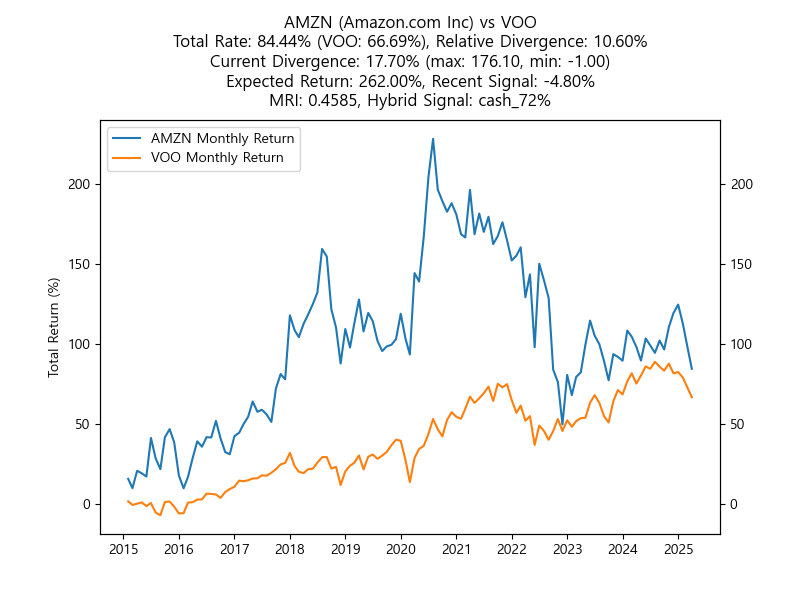 AMZN (Amazon.com Inc) vs VOO
Total Rate: 84.44% (VOO: 66.69%), Relative Divergence: 10.60%
Current Divergence: 17.70% (max: 176.10, min: -1.00)
Expected Return: 262.00%, Recent Signal: -4.80%
MRI: 0.4585, Hybrid Signal: cash_72%
AMZN Monthly Return
VOO Monthly Return
Total Return (%)
200
150
100
50
0
200
150
100
50
0
2015 2016 2017 2018 2019 2020 2021 2022 2023 2024 2025